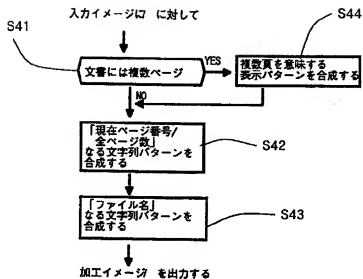 入力イメージに対して
S41
S44
文書には複数ページ
YES
複数頁を意味する
表示パターンを合成する
NO
「現在ページ番号/
全ページ数」
なる文字列パターンを
合成する
S42
「ファイル名」
なる文字列パターンを
合成する
S43
加工イメージ を出力する